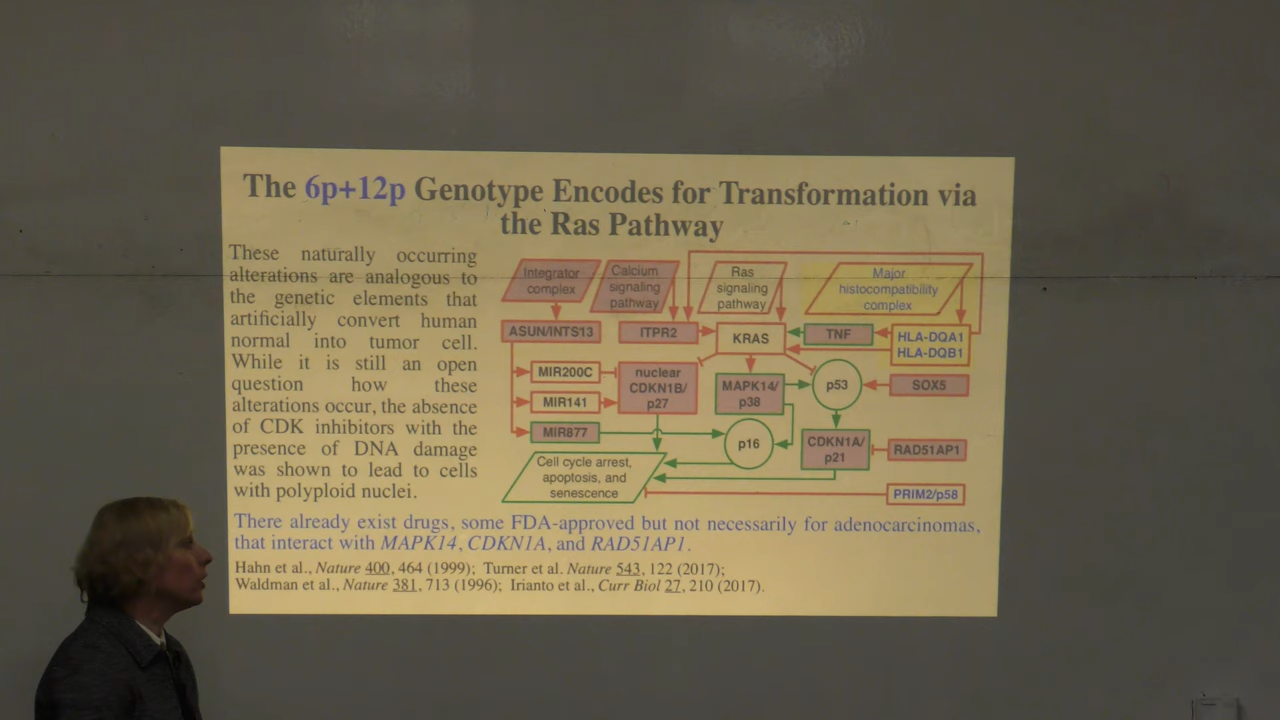 The 6p+12p Genotype Encodes for Transformation via
the Ras Pathway
These naturally occurring
alterations are analogous to
the genetic elements that
artificially convert human
normal into tumor cell.
While it is still an open
question how these
alterations occur, the absence
of CDK inhibitors with the
presence of DNA damage
was shown to lead to cells
with polyploid nuclei.
Integrator
complex
Calcium
signaling
pathway
Ras
signaling
pathway
Major
histocompatibility
complex
ASUN/INTS13
ITPR2
KRAS
TNF
HLA-DQA1
HLA-DQB1
MIR200C
MIR141
MIR877
nuclear
CDKN1B/
p27
MAPK14/
p38
p53
SOX5
p16
CDKN1A/
p21
RAD51AP1
Cell cycle arrest,
apoptosis, and
senescence
PRIM2/p58
There already exist drugs, some FDA-approved but not necessarily for adenocarcinomas,
that interact with MAPK14, CDKN1A, and RAD51AP1.
Hahn et al., Nature 400, 464 (1999); Turner et al. Nature 543, 122 (2017);
Waldman et al., Nature 381, 713 (1996); Irianto et al., Curr Biol 27, 210 (2017).